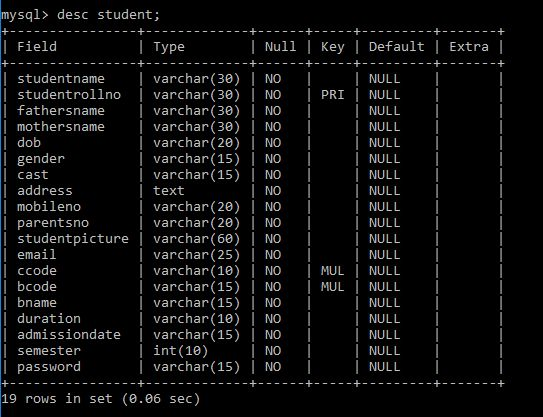 mysql> desc student;
+---------------+-------------+------+-----+---------+-------+
| Field         | Type        | Null | Key | Default | Extra |
+---------------+-------------+------+-----+---------+-------+
| studentname   | varchar(30) | NO   |     | NULL    |       |
| studentrollno | varchar(30) | NO   | PRI | NULL    |       |
| fathersname   | varchar(30) | NO   |     | NULL    |       |
| mothersname   | varchar(30) | NO   |     | NULL    |       |
| dob           | varchar(20) | NO   |     | NULL    |       |
| gender        | varchar(15) | NO   |     | NULL    |       |
| cast          | varchar(15) | NO   |     | NULL    |       |
| address       | text        | NO   |     | NULL    |       |
| mobileno      | varchar(20) | NO   |     | NULL    |       |
| parentsno     | varchar(20) | NO   |     | NULL    |       |
| studentpicture | varchar(60) | NO   |     | NULL    |       |
| email         | varchar(25) | NO   |     | NULL    |       |
| ccode         | varchar(10) | NO   | MUL | NULL    |       |
| bcode         | varchar(15) | NO   | MUL | NULL    |       |
| bname         | varchar(15) | NO   |     | NULL    |       |
| duration      | varchar(10) | NO   |     | NULL    |       |
| admissiondate | varchar(15) | NO   |     | NULL    |       |
| semester      | int(10)     | NO   |     | NULL    |       |
| password      | varchar(15) | NO   |     | NULL    |       |
+---------------+-------------+------+-----+---------+-------+
19 rows in set (0.06 sec)